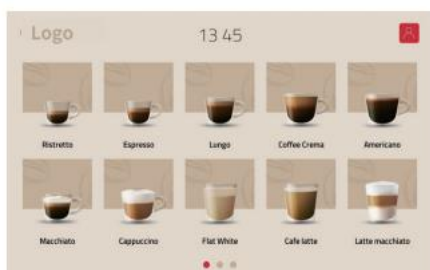 Logo
13 45
Ristretto
Espresso
Lungo
Coffee Crema
Americano
Macchiato
Cappuccino
Flat White
Cafe latte
Latte macchiato